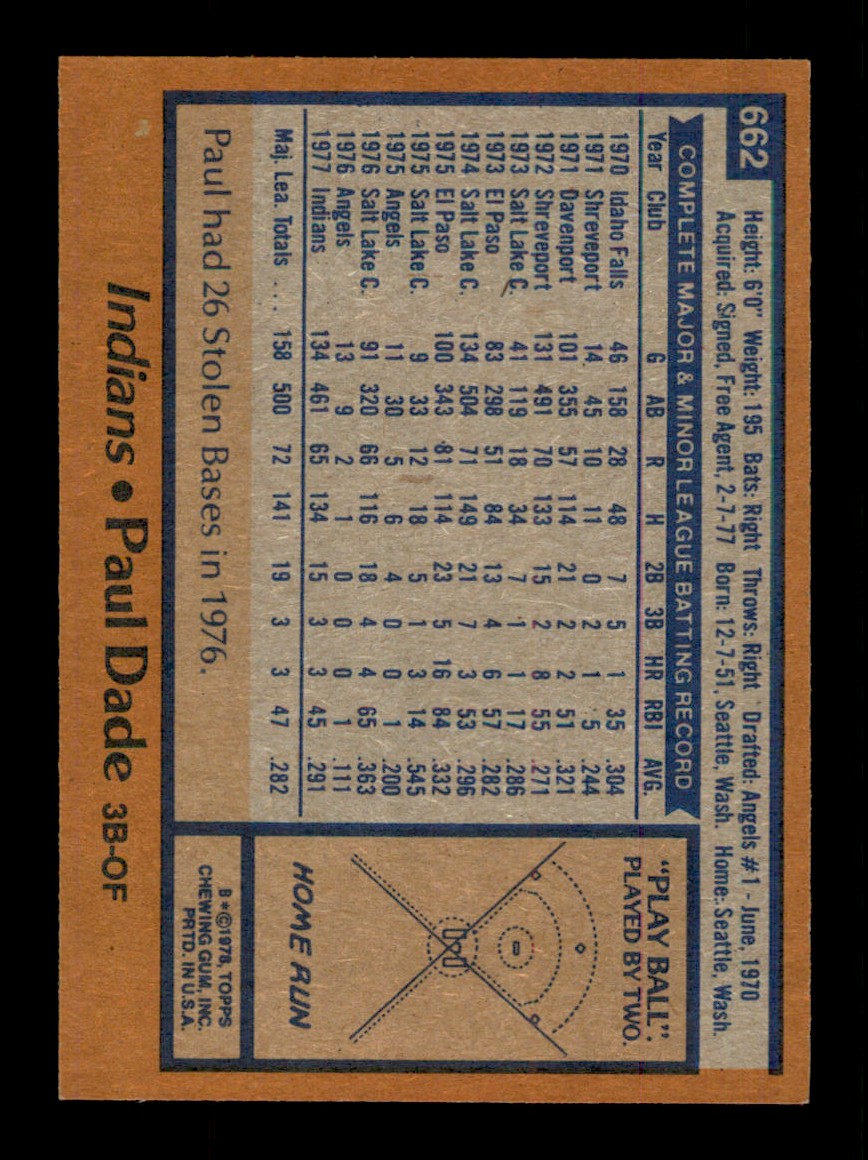 662
Height: 6'0" Weight: 195 Bats: Right Throws: Right Drafted: Angels #1 - June, 1970
Acquired: Signed, Free Agent, 2-7-77 Born: 12-7-51, Seattle, Wash. Home: Seattle, Wash.
COMPLETE MAJOR & MINOR LEAGUE BATTING RECORD
Year Club G AB R H 2B 3B HR RBI AVG.
1970 Idaho Falls 46 158 28 48 7 5 1 35 .304
1971 Shreveport 14 45 10 11 0 2 1 5 .244
1971 Davenport 101 355 57 114 21 2 2 51 .321
1972 Shreveport 131 491 70 133 15 2 8 55 .271
1973 Salt Lake C. 41 119 18 34 7 1 1 17 .286
1973 El Paso 83 298 51 84 13 4 6 57 .282
1974 Salt Lake C. 134 504 71 149 21 7 3 53 .296
1975 El Paso 100 343 81 114 23 5 16 84 .332
1975 Salt Lake C. 9 33 12 18 5 1 3 14 .545
1975 Angels 11 30 5 6 4 0 0 1 .200
1976 Salt Lake C. 91 320 66 116 18 4 4 65 .363
1976 Angels 13 9 2 1 0 0 0 1 .111
1977 Indians 134 461 65 134 15 3 3 45 .291
Maj. Lea. Totals . . . 158 500 72 141 19 3 3 47 .282
Paul had 26 Stolen Bases in 1976.
"PLAY BALL".
PLAYED BY TWO.
HOME RUN
B*©1978, TOPPS
CHEWING GUM, INC.
PRTD. IN U.S.A.
Indians • Paul Dade 3B-OF